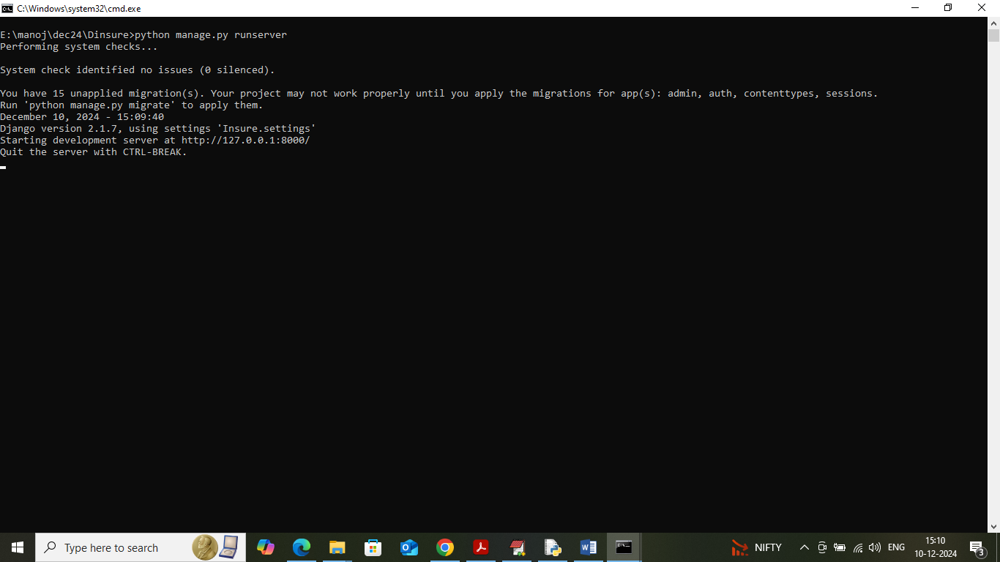 C:\Windows\system32\cmd.exe
E:\manoj\dec24\Dinsure>python manage.py runserver
Performing system checks...
System check identified no issues (0 silenced).
You have 15 unapplied migration(s). Your project may not work properly until you apply the migrations for app(s): admin, auth, contenttypes, sessions.
Run 'python manage.py migrate' to apply them.
December 10, 2024 - 15:09:40
Django version 2.1.7, using settings 'Insure.settings'
Starting development server at http://127.0.0.1:8000/
Quit the server with CTRL-BREAK.
Type here to search
NIFTY
ENG
15:10
10-12-2024
3